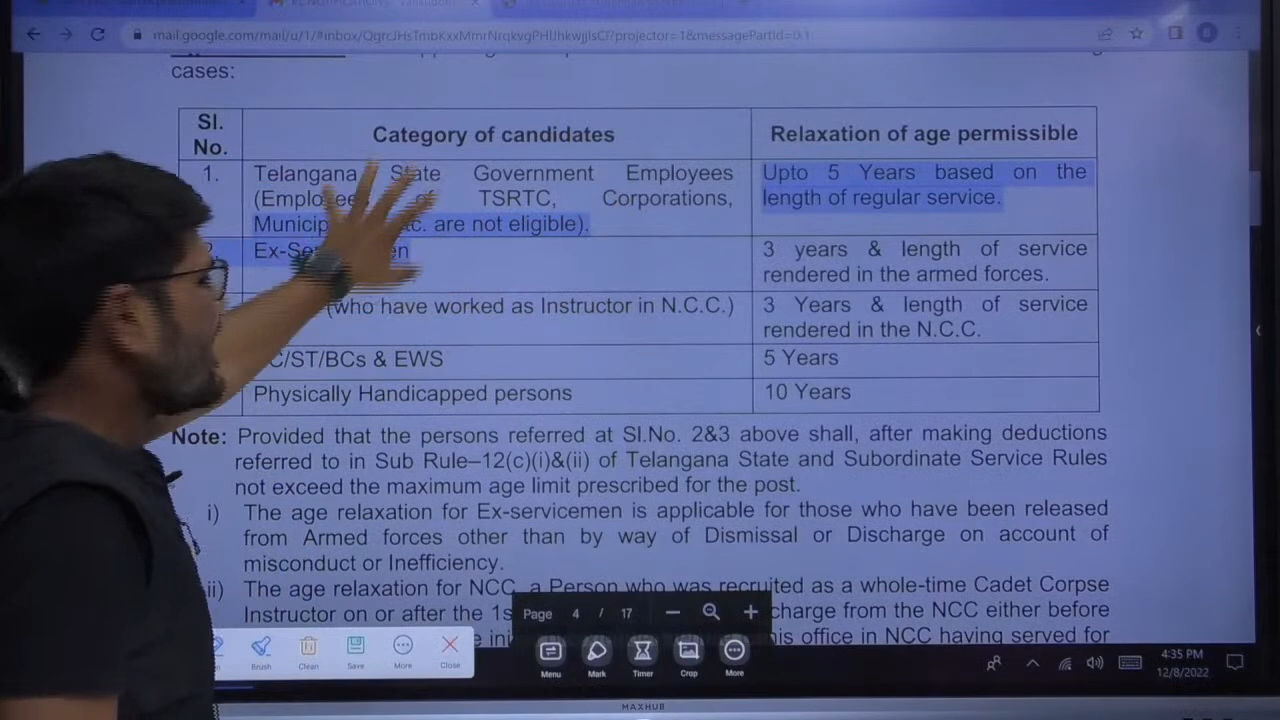 mail.google.com/mail/u/1/#inbox/
cases:
Sl. No. Category of candidates Relaxation of age permissible
1. Telangana State Government Employees Upto 5 Years based on the
TSRTC, Corporations, length of regular service.
are not eligible).
3 years & length of service
rendered in the armed forces.
(who have worked as Instructor in N.C.C.) 3 Years & length of service
rendered in the N.C.C.
C/ST/BCs & EWS 5 Years
Physically Handicapped persons 10 Years
Note: Provided that the persons referred at Sl.No. 2&3 above shall, after making deductions
referred to in Sub Rule–12(c)(i)&(ii) of Telangana State and Subordinate Service Rules
not exceed the maximum age limit prescribed for the post.
i) The age relaxation for Ex-servicemen is applicable for those who have been released
from Armed forces other than by way of Dismissal or Discharge on account of
misconduct or Inefficiency.
ii) The age relaxation for NCC, a Person who was recruited as a whole-time Cadet Corpse
Instructor on or after the charge from the NCC either before
his office in NCC having served for
Page 4 / 17
Brush Clean Save More Close
Menu Mark Timer Crop More
4:35 PM
12/8/2022
MAXHUB